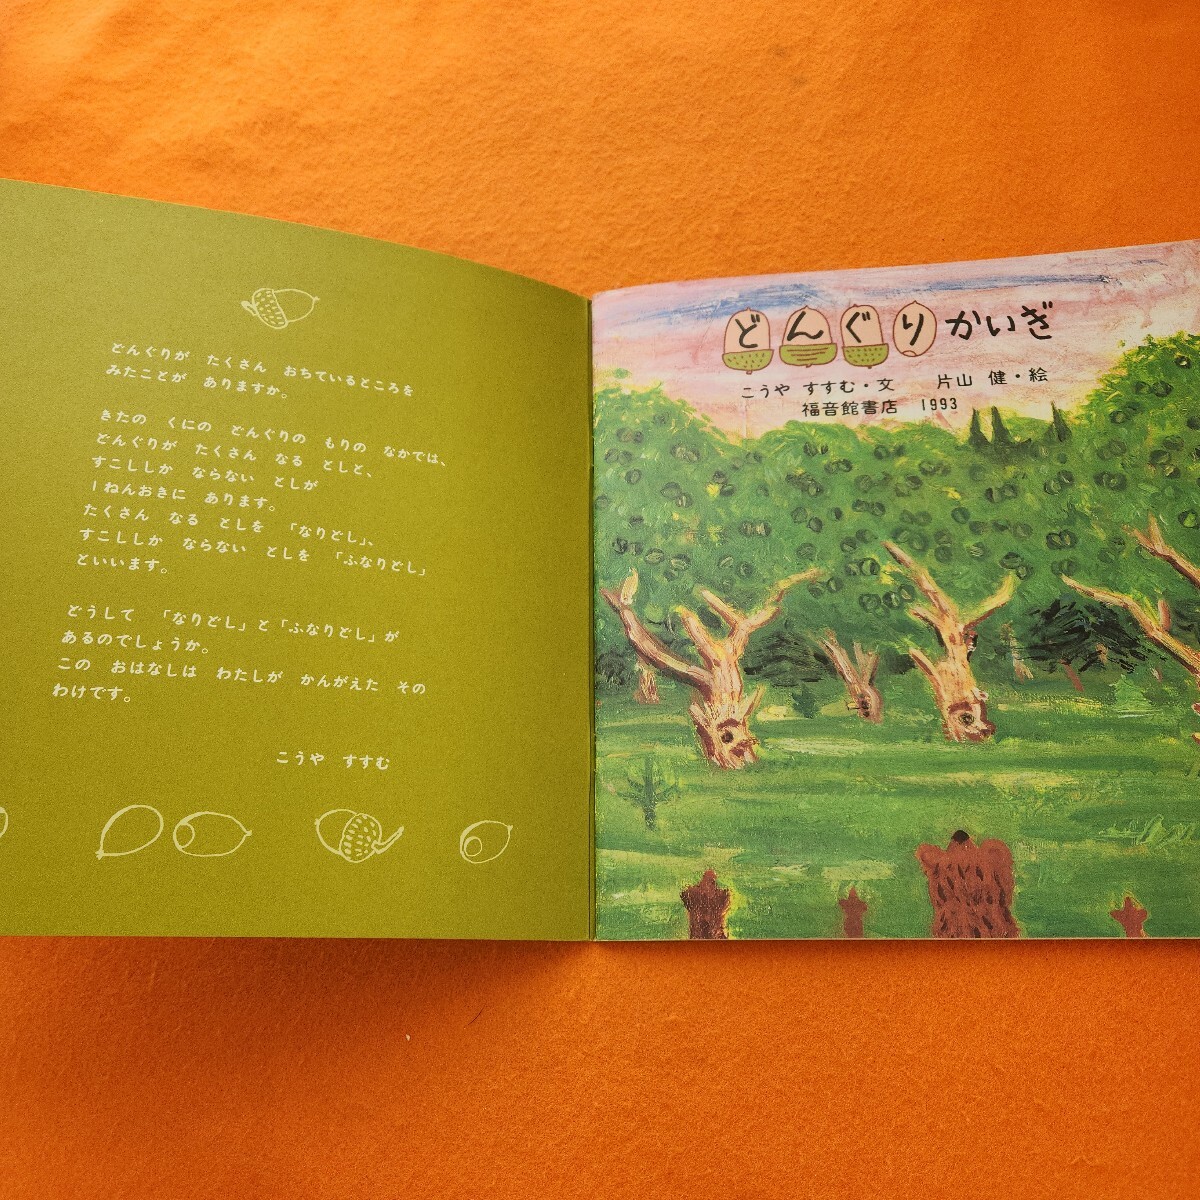 どんぐりが　たくさん　おちているところを
みたことが　ありますか。
きたの　くにの　どんぐりの　もりの　なかでは、
どんぐりが　たくさん　なる　としと、
すこししか　ならない　としが
1ねんおきに　あります。
たくさん　なる　としを　「なりどし」、
すこししか　ならない　としを　「ふなりどし」
といいます。
どうして　「なりどし」と「ふなりどし」が
あるのでしょうか。
この　おはなしは　わたしが　かんがえた　その
わけです。
こうや　すすむ
どんぐりかいぎ
こうや　すすむ・文　片山　健・絵
福音館書店　1993